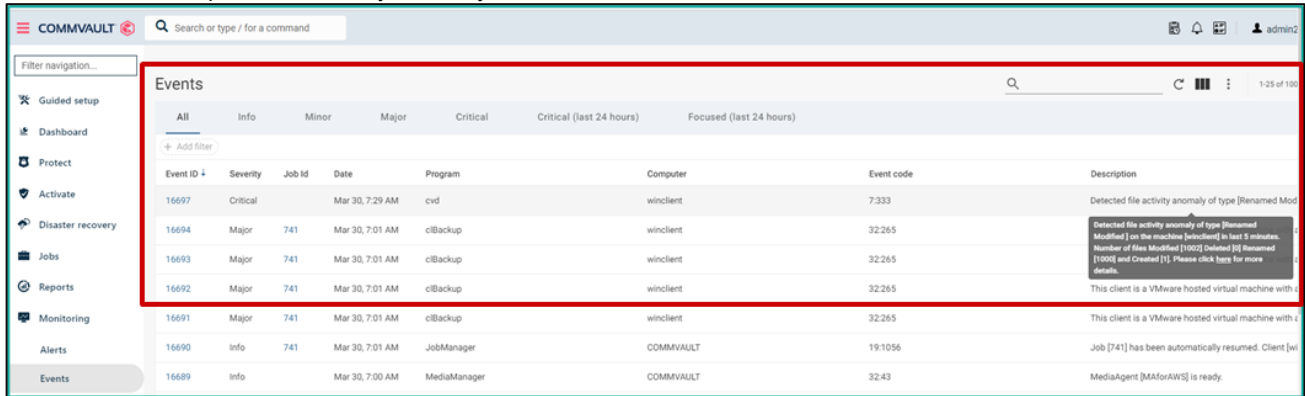 COMMVAULT
Search or type / for a command
admin2
Filter navigation...
Guided setup
Dashboard
Protect
Activate
Disaster recovery
Jobs
Reports
Monitoring
Alerts
Events
Events
1-25 of 100
All Info Minor Major Critical Critical (last 24 hours) Focused (last 24 hours)
+ Add filter
Event ID ↓ Severity Job Id Date Program Computer Event code Description
16697 Critical Mar 30, 7:29 AM cvd winclient 7:333 Detected file activity anomaly of type [Renamed Mod
16694 Major 741 Mar 30, 7:01 AM clBackup winclient 32:265
16693 Major 741 Mar 30, 7:01 AM clBackup winclient 32:265
Detected file activity anomaly of type [Renamed
Modified ] on the machine [winclient] in last 5 minutes.
Number of files Modified [1002] Deleted [0] Renamed
[1000] and Created [1]. Please click here for more
details.
16692 Major 741 Mar 30, 7:01 AM clBackup winclient 32:265 This client is a VMware hosted virtual machine with a
16691 Major 741 Mar 30, 7:01 AM clBackup winclient 32:265 This client is a VMware hosted virtual machine with a
16690 Info 741 Mar 30, 7:01 AM JobManager COMMVAULT 19:1056 Job [741] has been automatically resumed. Client [wi
16689 Info Mar 30, 7:00 AM MediaManager COMMVAULT 32:43 MediaAgent [MAforAWS] is ready.